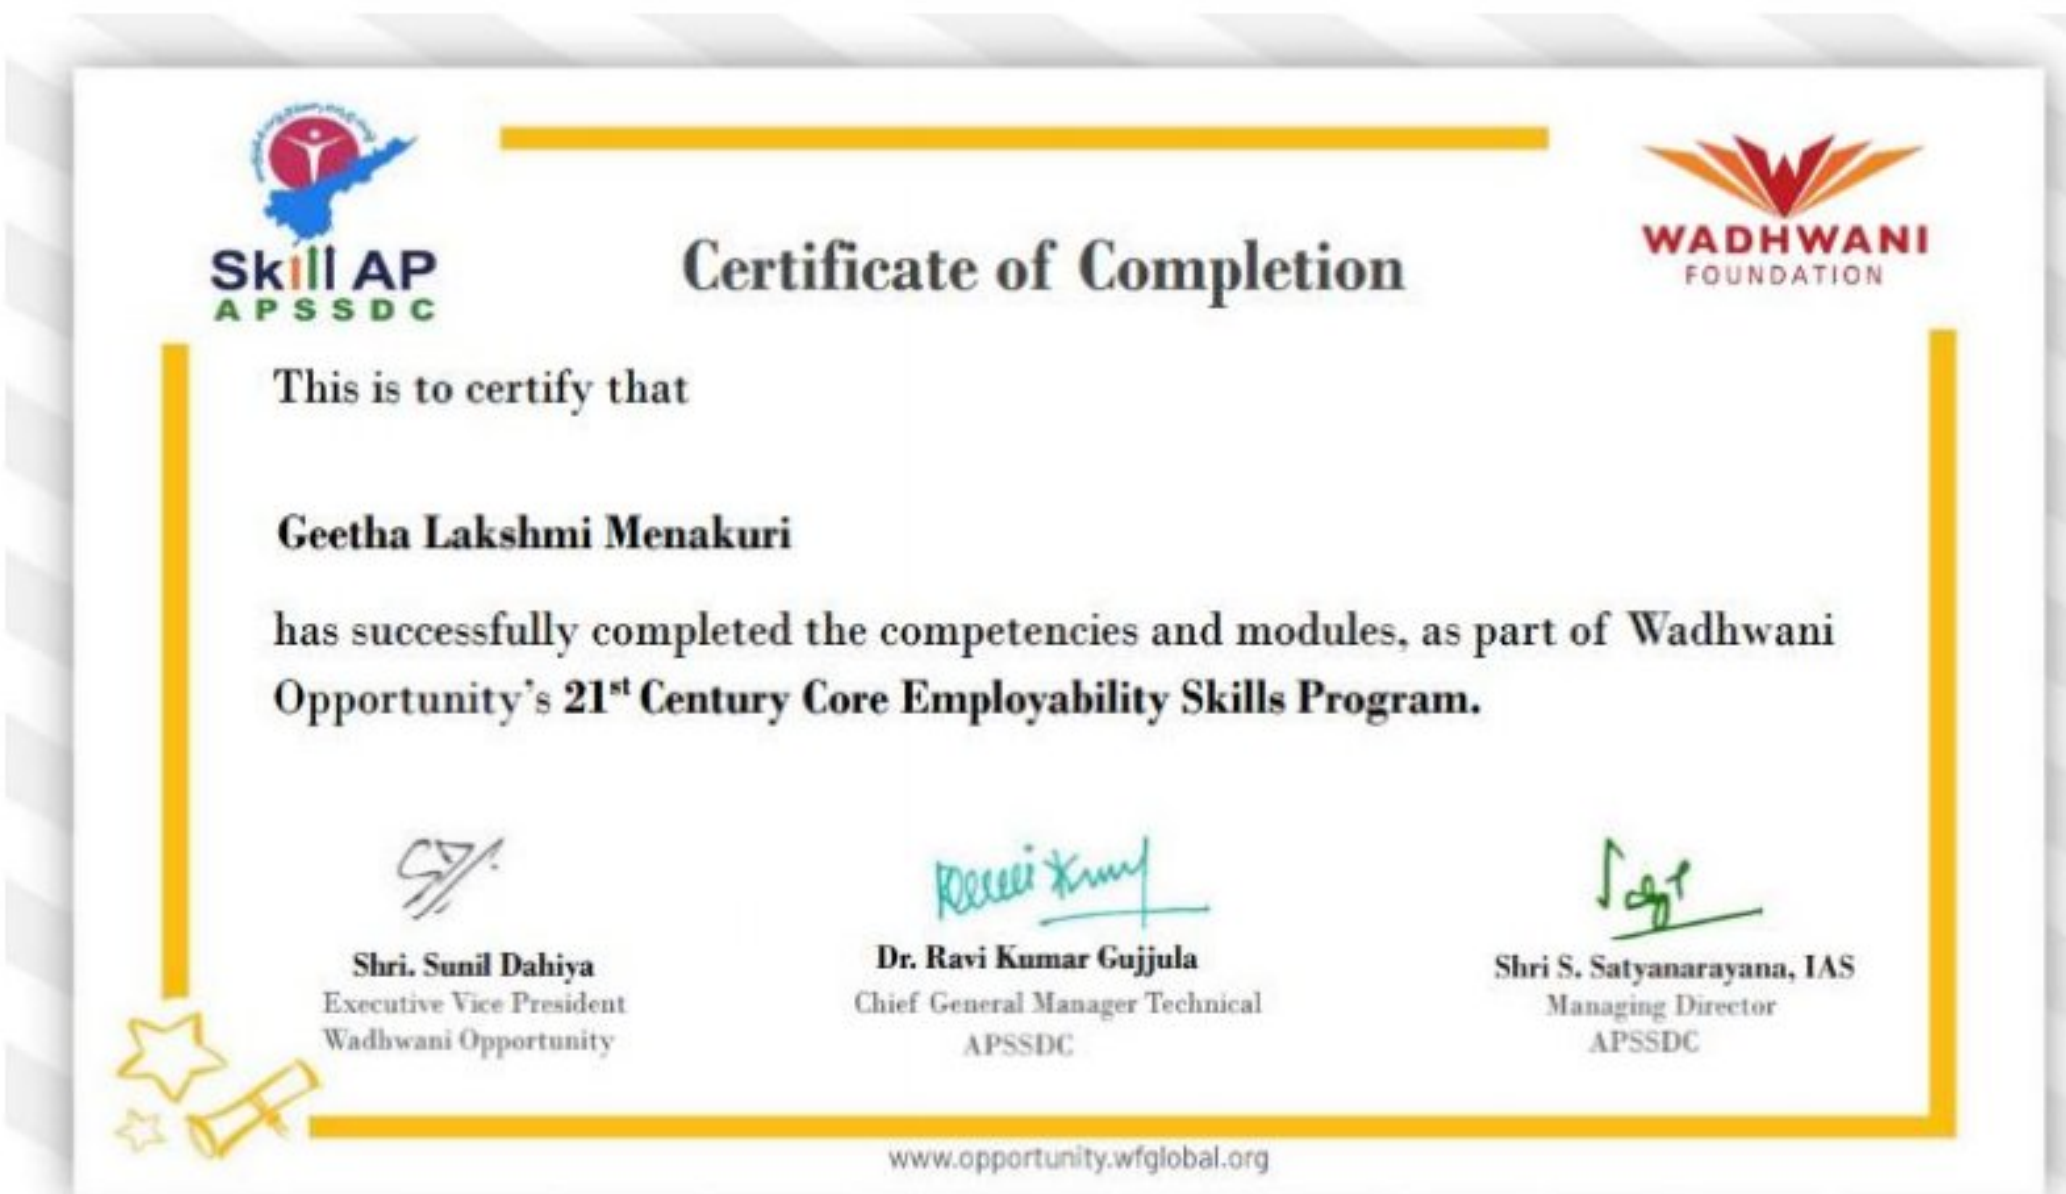 Skill AP
APSSDC
WADHWANI
FOUNDATION
Certificate of Completion
This is to certify that
Geetha Lakshmi Menakuri
has successfully completed the competencies and modules, as part of Wadhwani
Opportunity's 21st Century Core Employability Skills Program.
Shri. Sunil Dahiya
Executive Vice President
Wadhwani Opportunity
Dr. Ravi Kumar Gujjula
Chief General Manager Technical
APSSDC
Shri S. Satyanarayana, IAS
Managing Director
APSSDC
www.opportunity.wfglobal.org